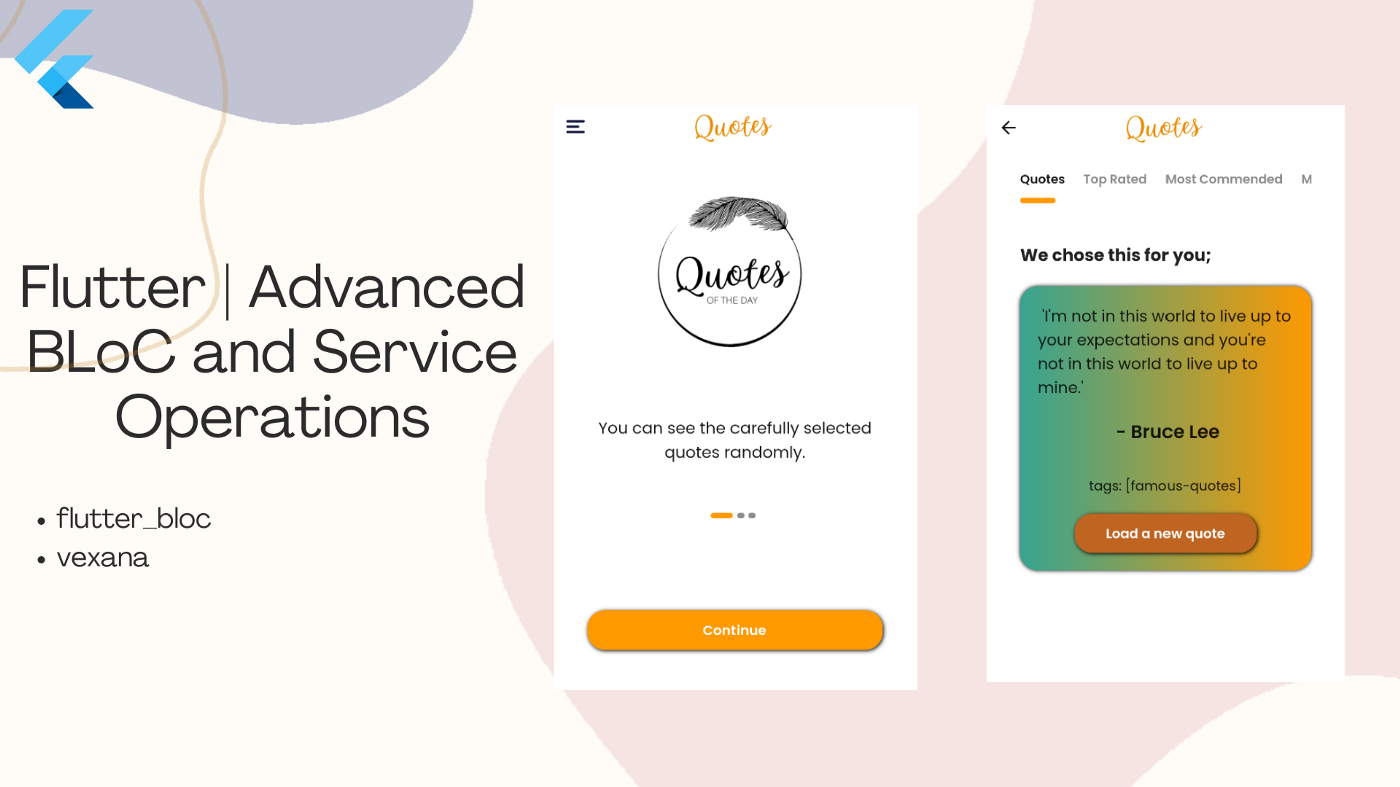 Flutter | Advanced
BLoC and Service
Operations
• flutter_bloc
• vexana
Quotes
Quotes
OF THE DAY
You can see the carefully selected
quotes randomly.
Continue
Quotes
Quotes Top Rated Most Commended M
We chose this for you;
'I'm not in this world to live up to
your expectations and you're
not in this world to live up to
mine.'
- Bruce Lee
tags: [famous-quotes]
Load a new quote